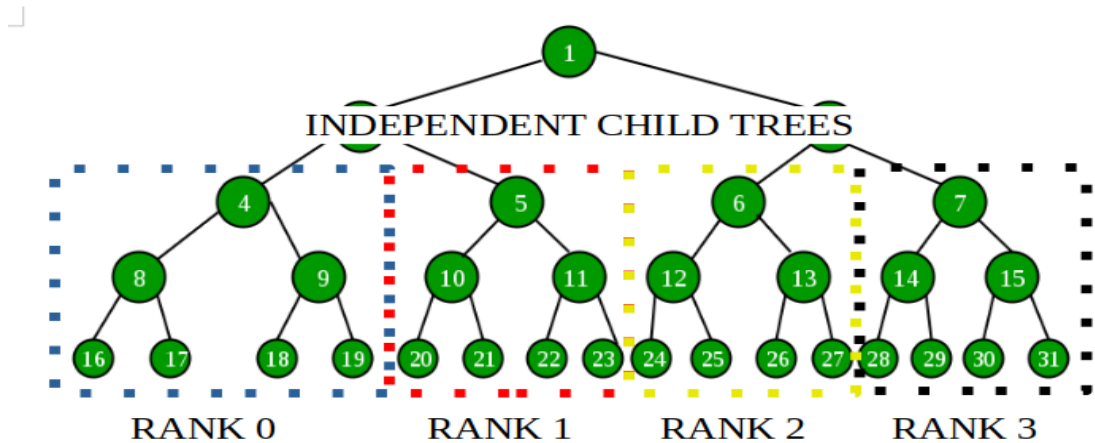 1
INDEPENDENT CHILD TREES
4 5 6 7
8 9 10 11 12 13 14 15
16 17 18 19 20 21 22 23 24 25 26 27 28 29 30 31
RANK 0 RANK 1 RANK 2 RANK 3